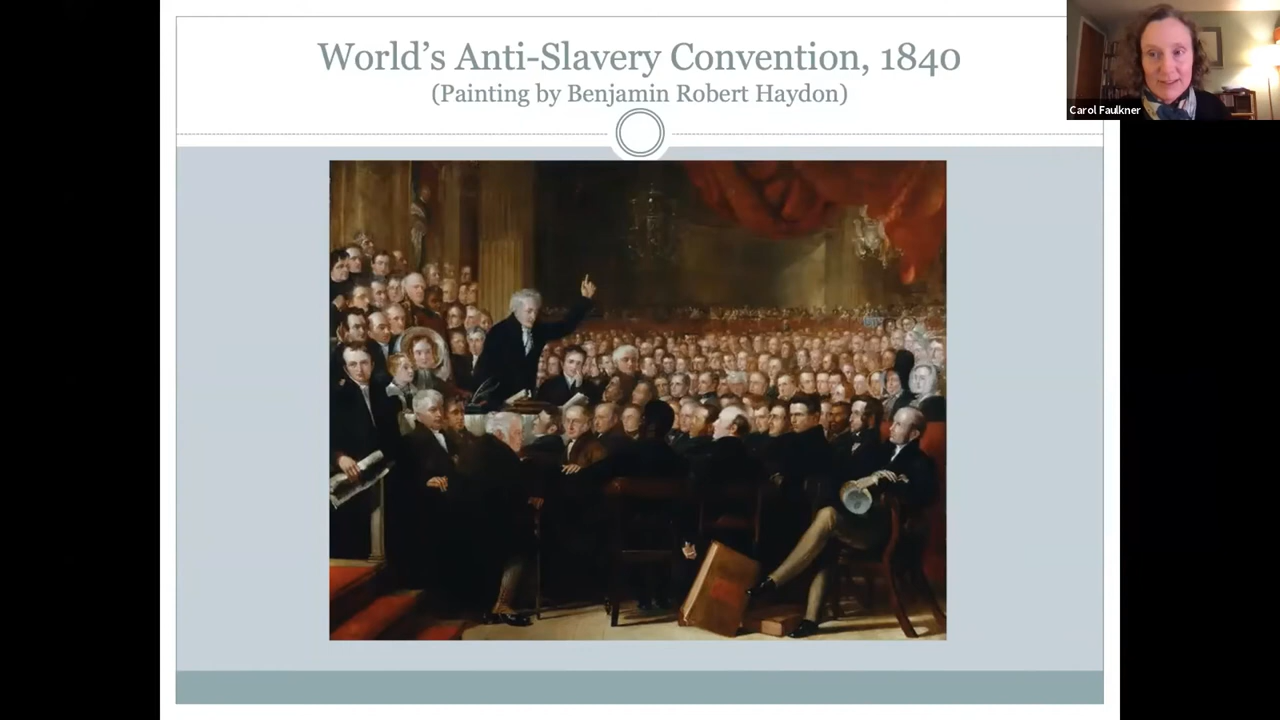 World's Anti-Slavery Convention, 1840
(Painting by Benjamin Robert Haydon)
Carol Faulkner